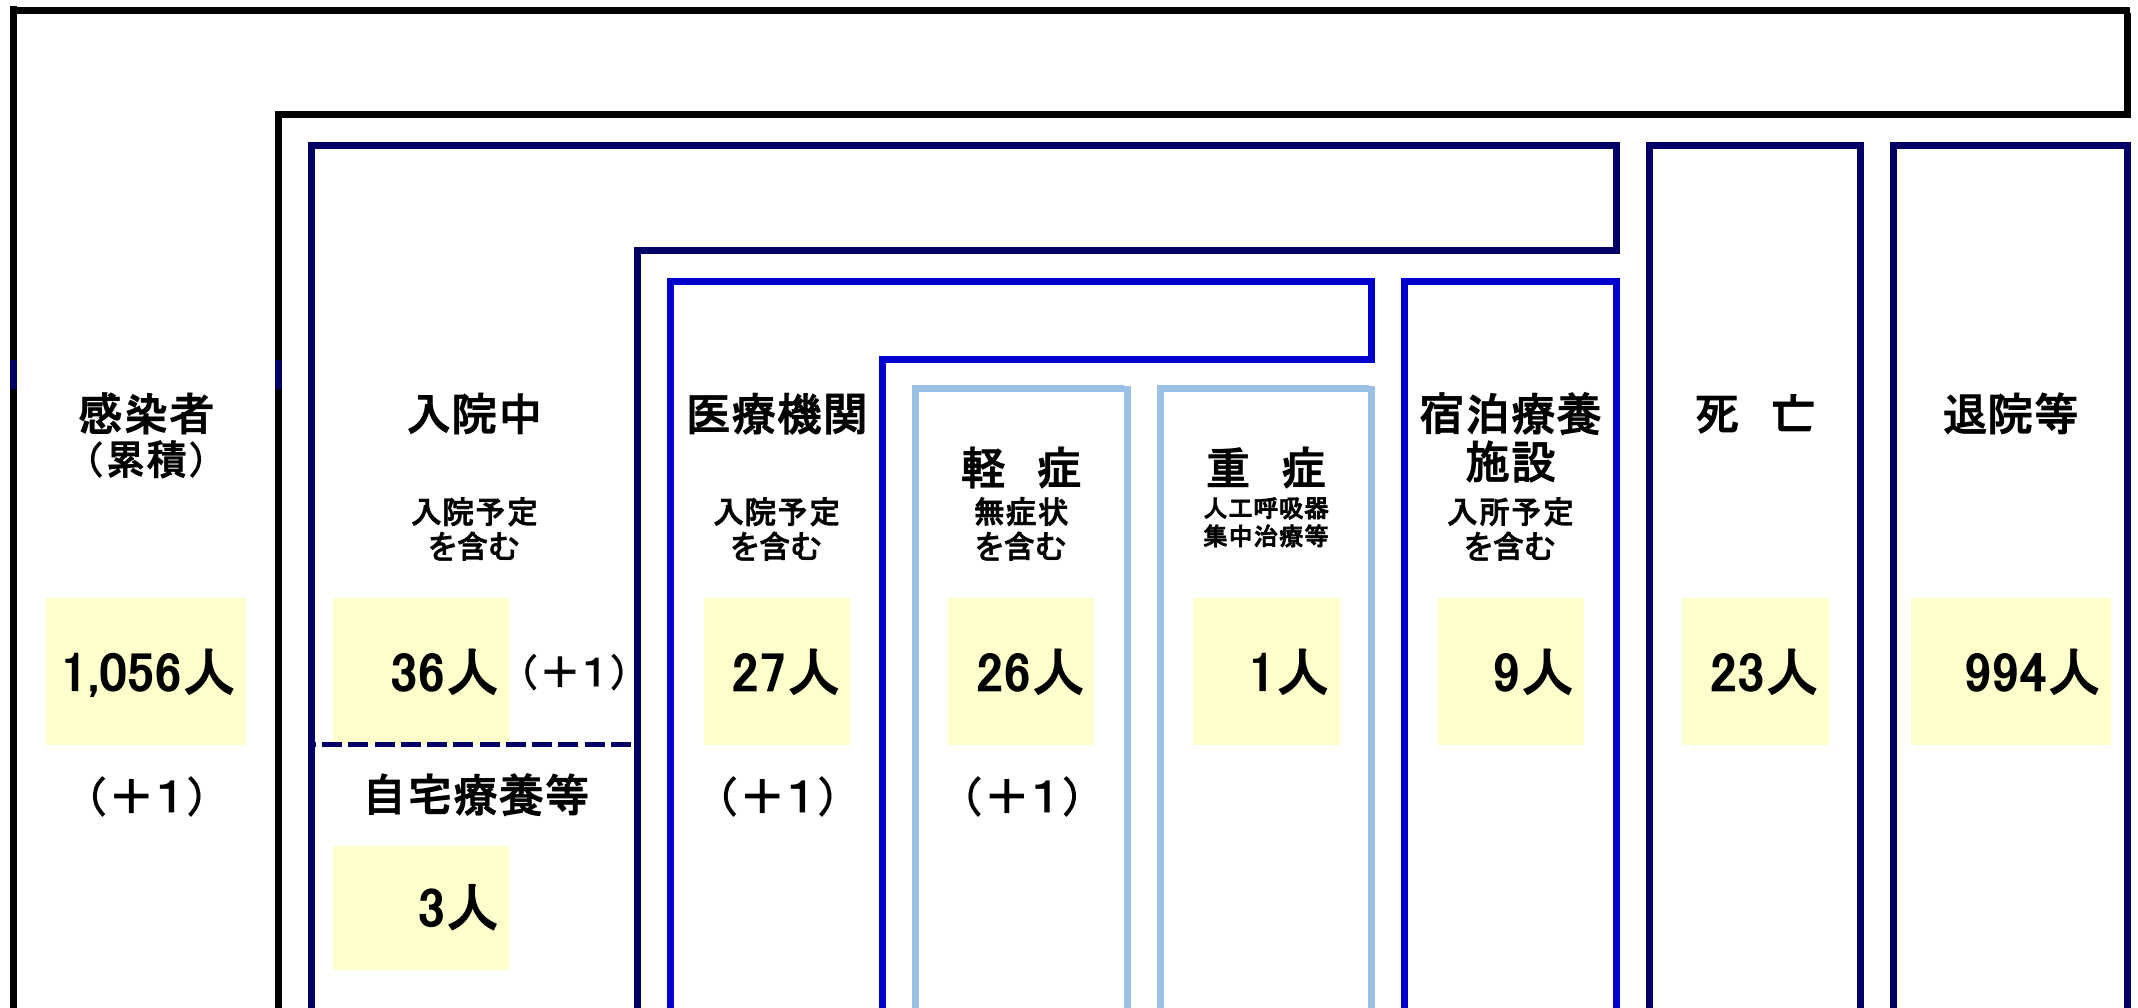 感染者
（累積）
1,056人
（＋1）
入院中
入院予定
を含む
36人 （＋1）
自宅療養等
3人
医療機関
入院予定
を含む
27人
（＋1）
軽　症
無症状
を含む
26人
（＋1）
重　症
人工呼吸器
集中治療等
1人
宿泊療養
施設
入所予定
を含む
9人
死　亡
23人
退院等
994人